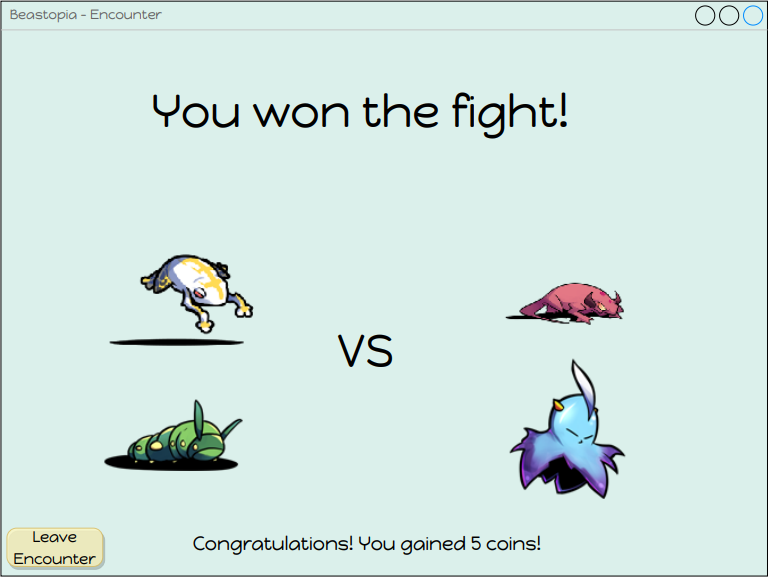 Beastopia - Encounter
You won the fight!
VS
Leave
Encounter
Congratulations! You gained 5 coins!